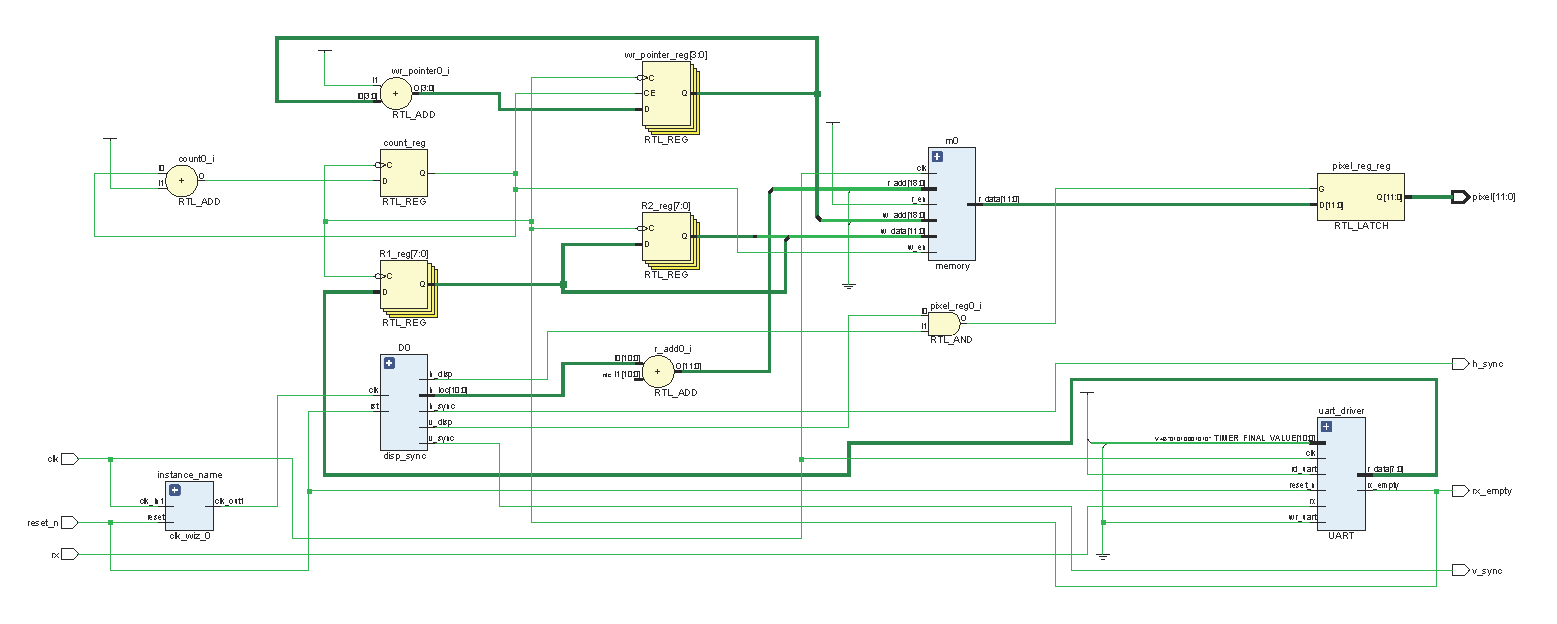 wr_pointer_reg[3:0]
wr_pointer0_i
I1
I0[3:0]
O[3:0]
+
RTL_ADD
C
CE
D
Q
RTL_REG
count0_i
I0
I1
O
+
RTL_ADD
count_reg
C
D
Q
RTL_REG
m0
clk
r_add[18:0]
r_en
w_add[18:0]
w_data[11:0]
w_en
r_data[11:0]
memory
pixel_reg_reg
G
D[11:0]
Q[11:0]
RTL_LATCH
pixel[11:0]
R2_reg[7:0]
C
D
Q
RTL_REG
R1_reg[7:0]
C
D
Q
RTL_REG
pixel_reg0_i
I0
I1
O
RTL_AND
D0
clk
rst
h_disp
h_loc[10:0]
h_sync
u_disp
u_sync
disp_sync
r_add0_i
I0[10:0]
I1[10:0]
O[11:0]
+
RTL_ADD
h_sync
uart_driver
TIMER_FINAL_VALUE[10:0]
clk
rd_uart
reset_n
rx
wr_uart
r_data[7:0]
rx_empty
UART
clk
instance_name
clk_in1
reset
clk_out1
clk_wiz_0
reset_n
rx
rx_empty
v_sync